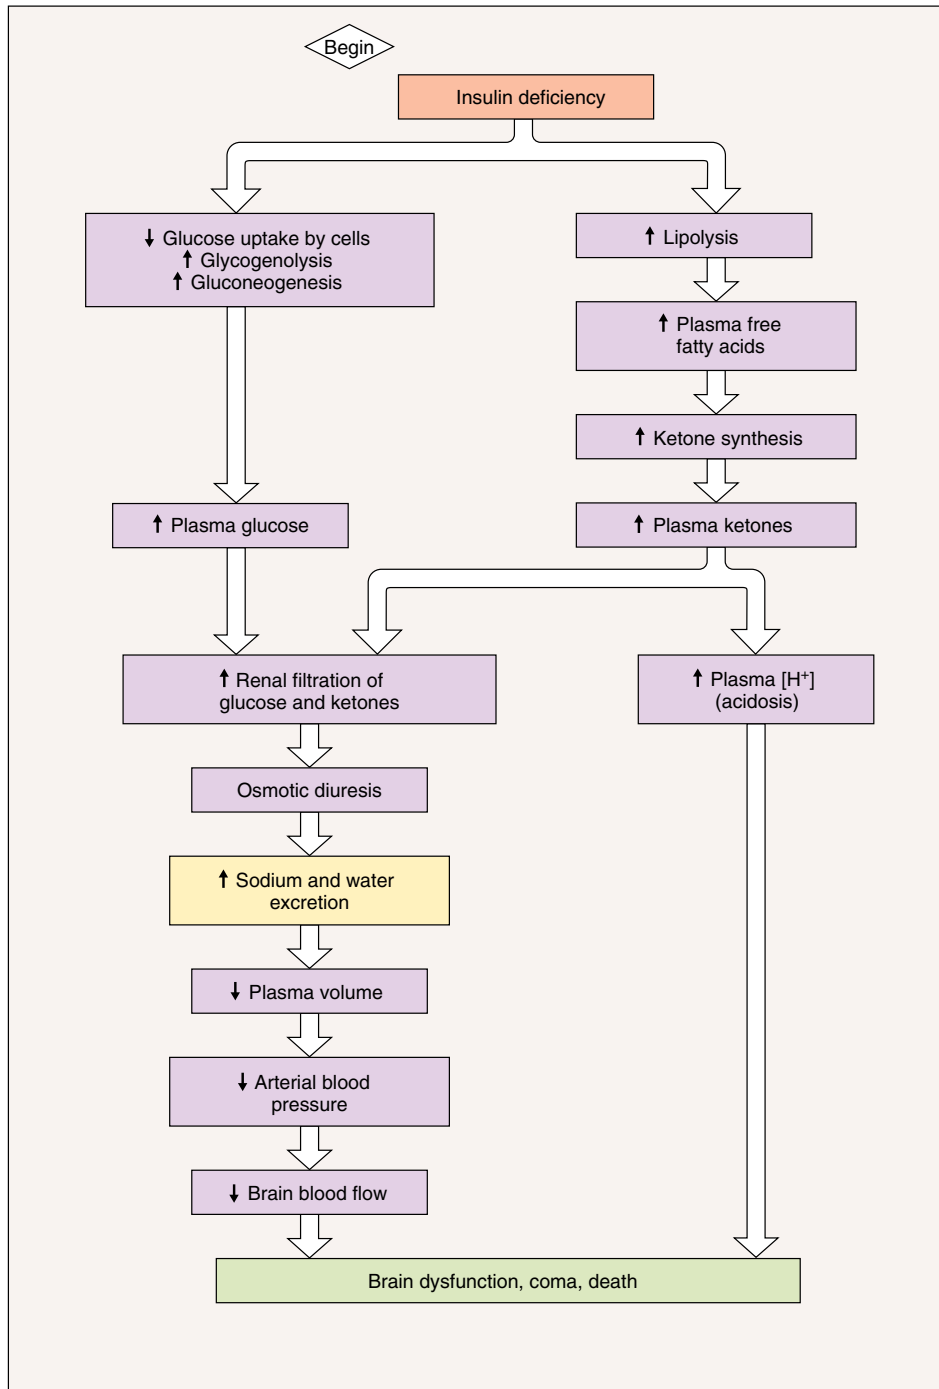 Begin
Insulin deficiency
↓ Glucose uptake by cells
↑ Glycogenolysis
↑ Gluconeogenesis
↑ Lipolysis
↑ Plasma free
fatty acids
↑ Ketone synthesis
↑ Plasma glucose
↑ Plasma ketones
↑ Renal filtration of
glucose and ketones
↑ Plasma [H⁺]
(acidosis)
Osmotic diuresis
↑ Sodium and water
excretion
↓ Plasma volume
↓ Arterial blood
pressure
↓ Brain blood flow
Brain dysfunction, coma, death